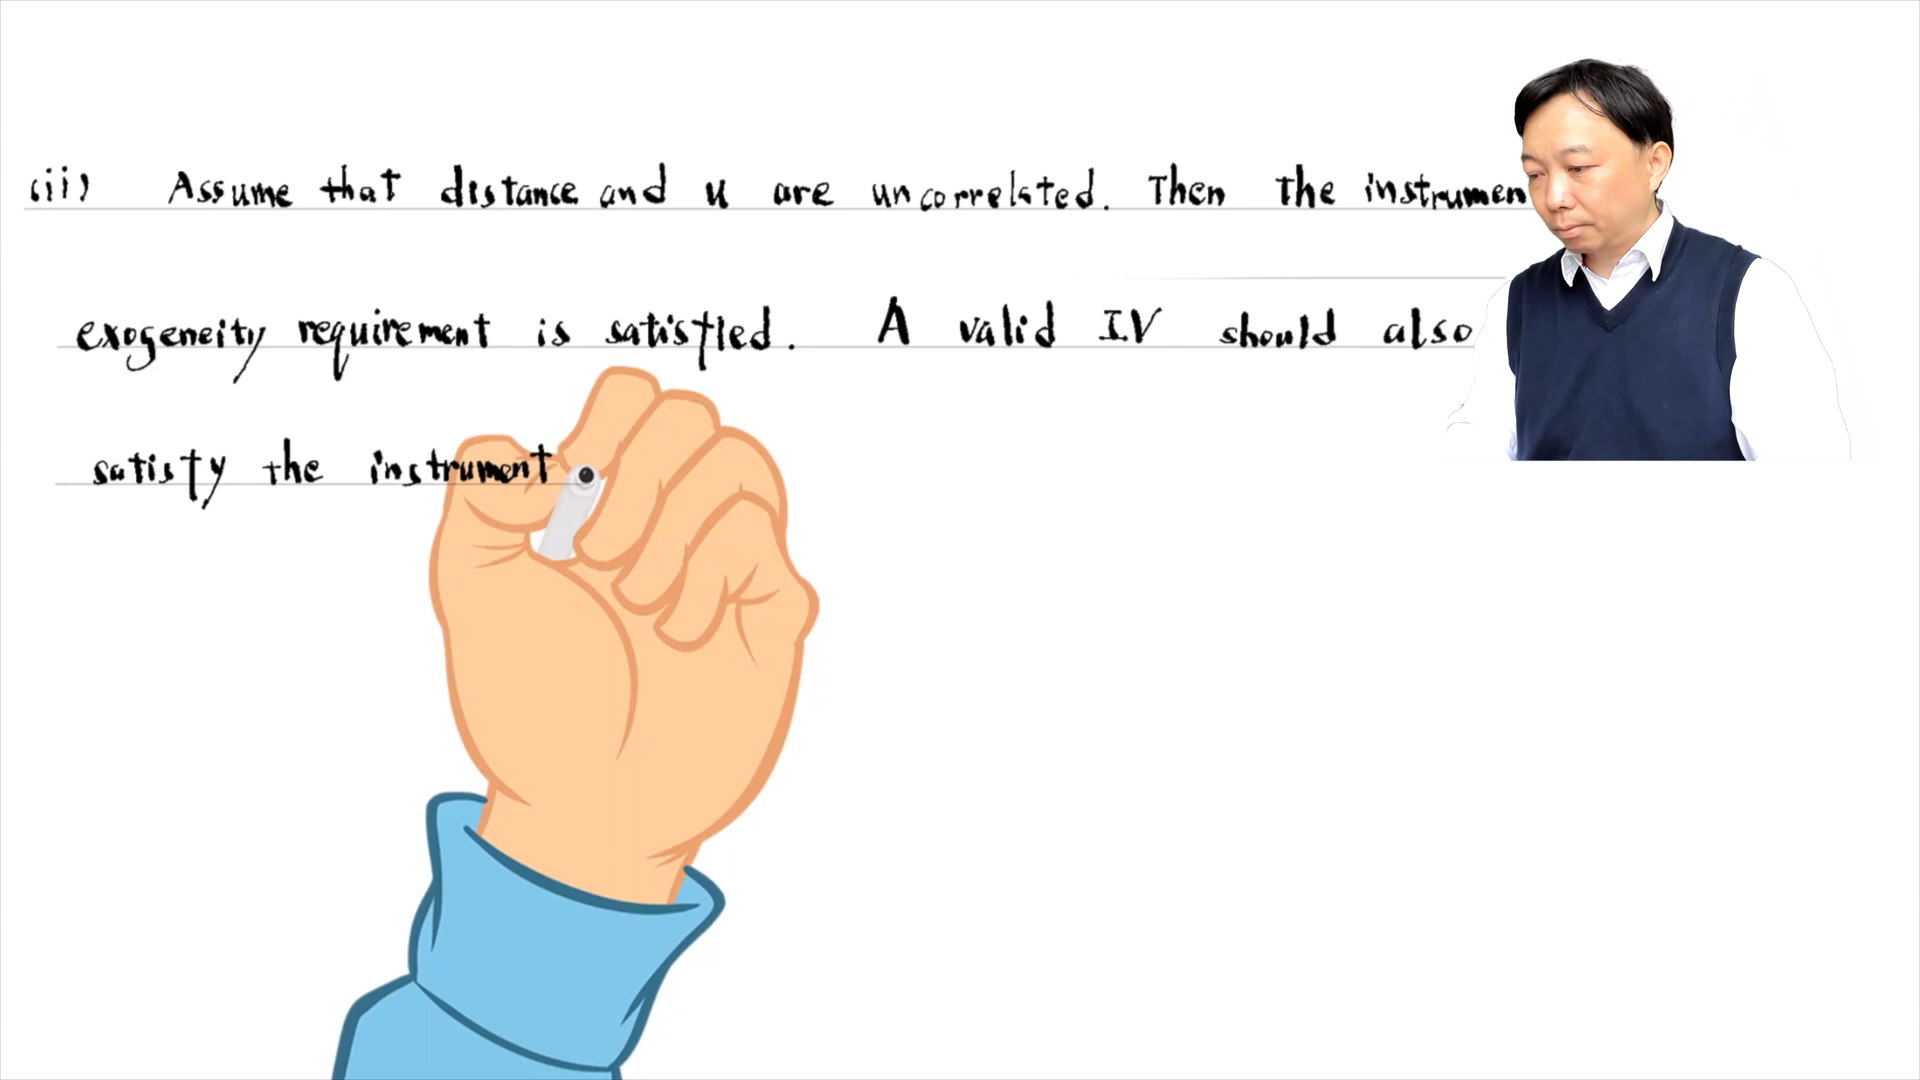 (ii) Assume that distance and u are uncorrelated. Then the instrumen
exogeneity requirement is satisfied. A valid IV should also
satisfy the instrument